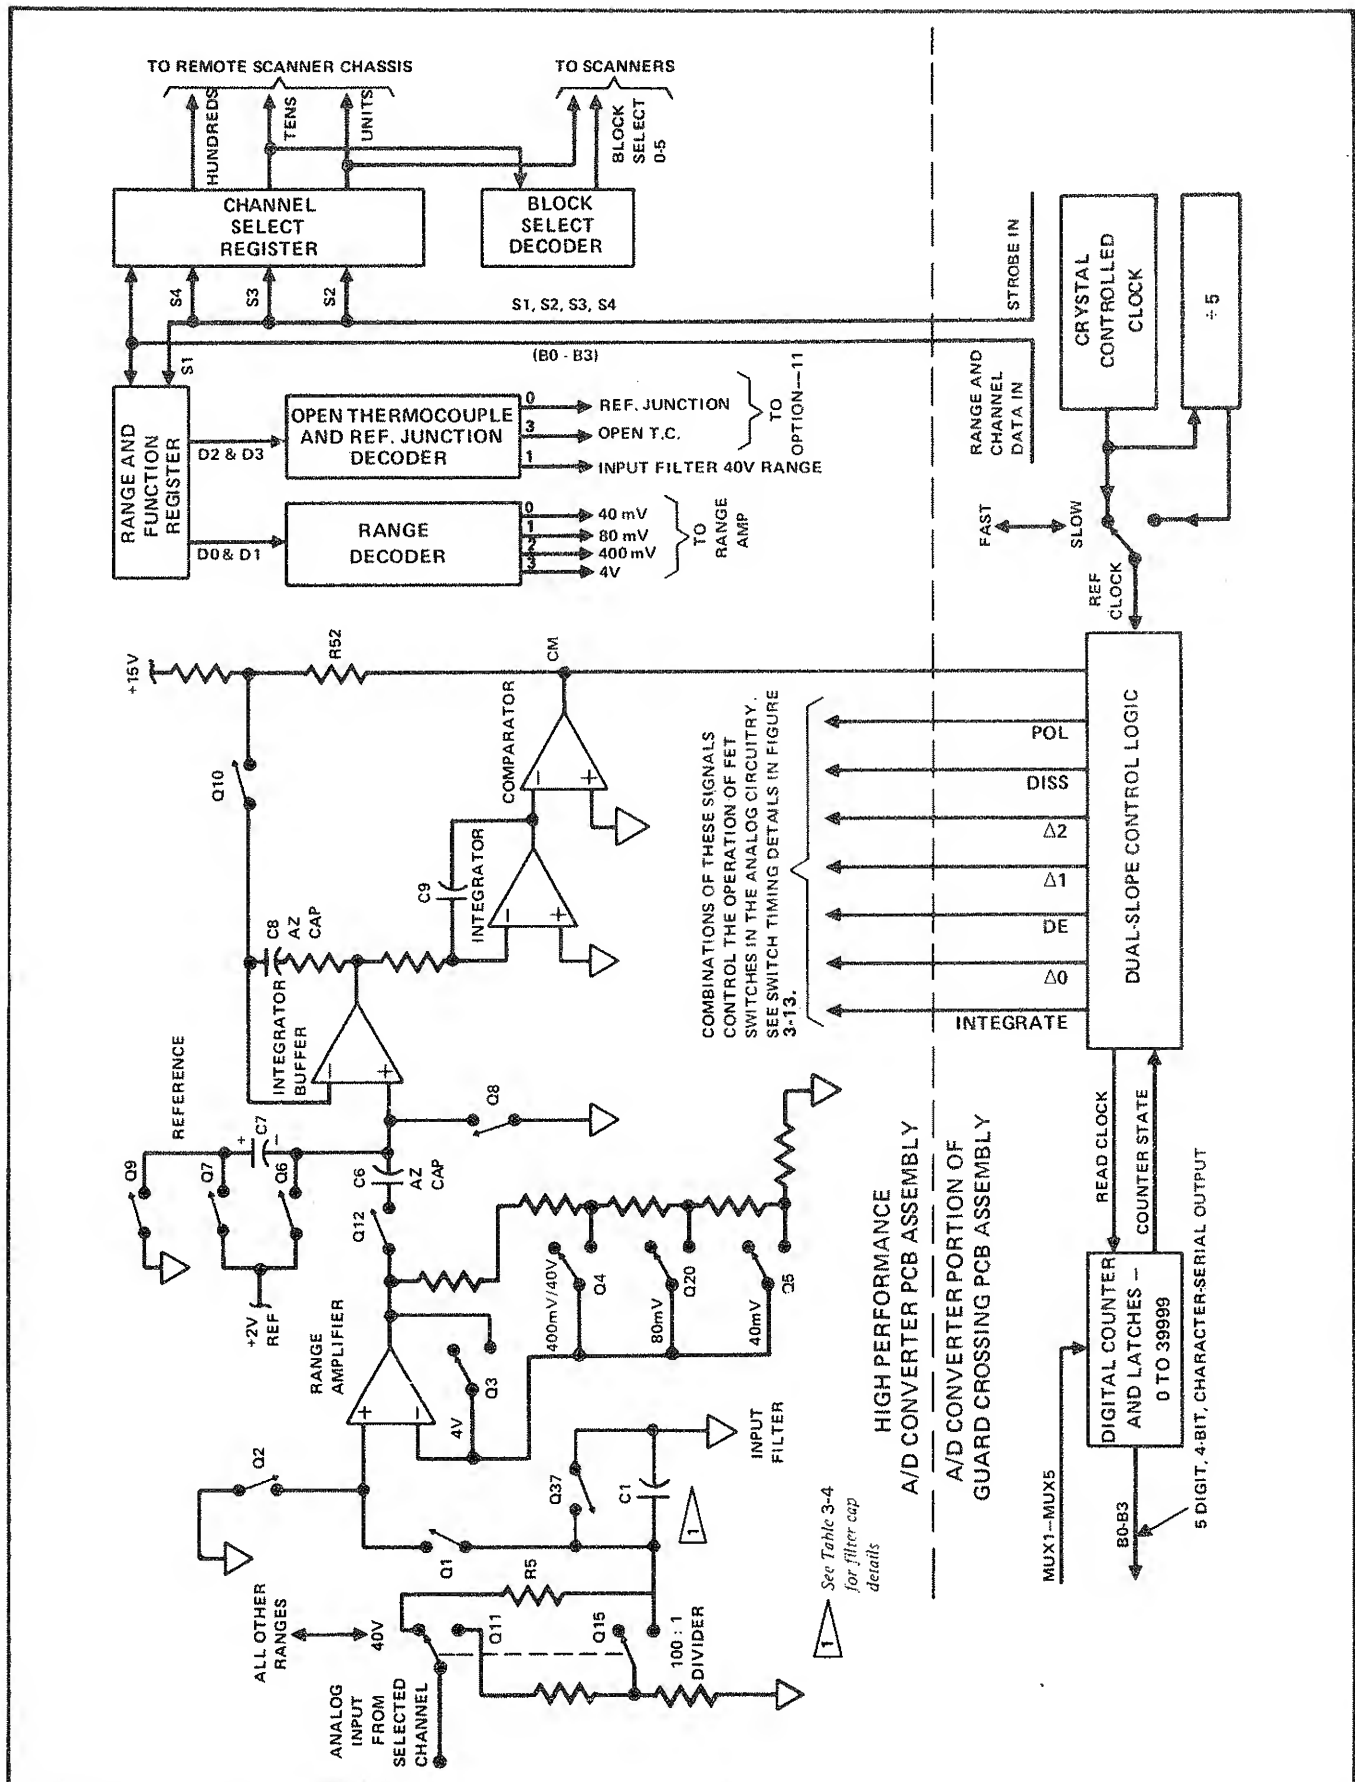 TO REMOTE SCANNER CHASSIS
TO SCANNERS
HUNDREDS
TENS
UNITS
BLOCK
SELECT
0-5
CHANNEL
SELECT
REGISTER
BLOCK
SELECT
DECODER
S4
S3
S2
S1
S1, S2, S3, S4
STROBE IN
(B0 - B3)
RANGE AND
CHANNEL
DATA IN
RANGE AND
FUNCTION
REGISTER
D2 & D3
D0 & D1
OPEN THERMOCOUPLE
AND REF. JUNCTION
DECODER
0
REF. JUNCTION
3
OPEN T.C.
1
INPUT FILTER 40V RANGE
TO
OPTION—11
RANGE
DECODER
0
40 mV
1
80 mV
2
400 mV
3
4V
TO
RANGE
AMP
CRYSTAL
CONTROLLED
CLOCK
÷ 5
FAST
SLOW
REF
CLOCK
+15V
R52
CM
Q10
COMPARATOR
C9
INTEGRATOR
C8
AZ
CAP
INTEGRATOR
BUFFER
REFERENCE
Q9
Q7
C7
+
−
Q6
Q8
C6
AZ
CAP
Q12
+2V
REF
RANGE
AMPLIFIER
+
−
−
+
−
+
−
+
Q3
4V
400mV/40V
Q4
80mV
Q20
40mV
Q5
Q2
Q1
Q37
C1
1
INPUT
FILTER
R5
ALL OTHER
RANGES
40V
Q11
Q15
100 : 1
DIVIDER
ANALOG
INPUT
FROM
SELECTED
CHANNEL
1
See Table 3-4
for filter cap
details
COMBINATIONS OF THESE SIGNALS
CONTROL THE OPERATION OF FET
SWITCHES IN THE ANALOG CIRCUITRY.
SEE SWITCH TIMING DETAILS IN FIGURE
3-13.
POL
DISS
Δ2
Δ1
DE
Δ0
INTEGRATE
DUAL-SLOPE CONTROL LOGIC
HIGH PERFORMANCE
A/D CONVERTER PCB ASSEMBLY
A/D CONVERTER PORTION OF
GUARD CROSSING PCB ASSEMBLY
READ CLOCK
COUNTER STATE
DIGITAL COUNTER
AND LATCHES —
0 TO 39999
MUX1—MUX5
B0-B3
5 DIGIT, 4-BIT, CHARACTER-SERIAL OUTPUT